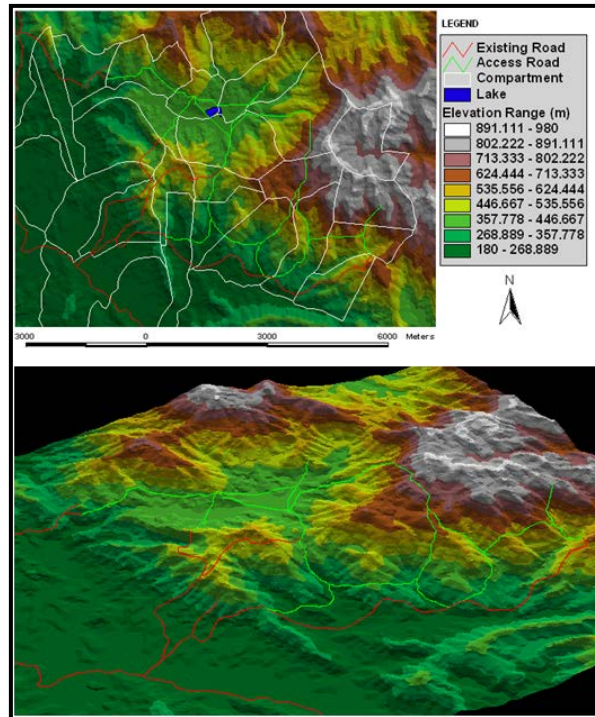 LEGEND
Existing Road
Access Road
Compartment
Lake
Elevation Range (m)
891.111 - 980
802.222 - 891.111
713.333 - 802.222
624.444 - 713.333
535.556 - 624.444
446.667 - 535.556
357.778 - 446.667
268.889 - 357.778
180 - 268.889
N
3000 0 3000 6000 Meters